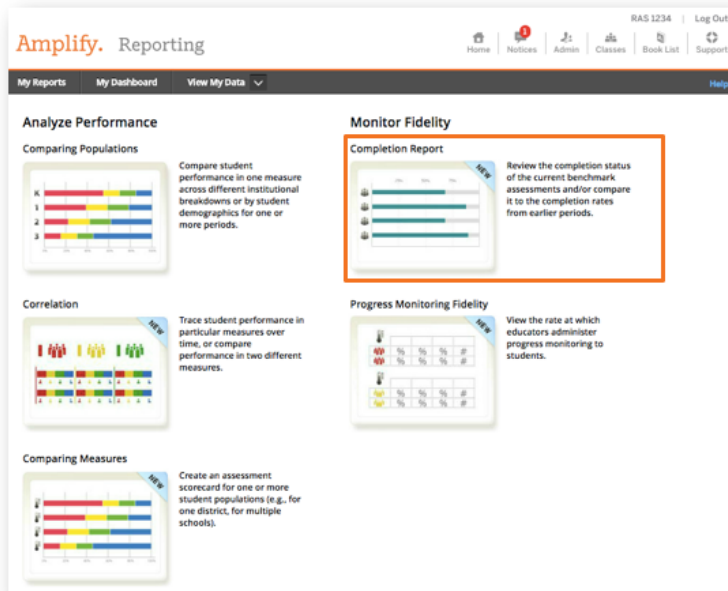 RAS 1234 | Log Out
Amplify. Reporting
1
Home Notices Admin Classes Book List Support
My Reports My Dashboard View My Data
Help
Analyze Performance
Comparing Populations
Compare student
performance in one measure
across different institutional
breakdowns or by student
demographics for one or
more periods.
K
1
2
3
Correlation
NEW
Trace student performance in
particular measures over
time, or compare
performance in two different
measures.
Comparing Measures
NEW
Create an assessment
scorecard for one or more
student populations (e.g., for
one district, for multiple
schools).
Monitor Fidelity
Completion Report
NEW
Review the completion status
of the current benchmark
assessments and/or compare
it to the completion rates
from earlier periods.
Progress Monitoring Fidelity
NEW
View the rate at which
educators administer
progress monitoring to
students.
% % % #
% % % #
% % % #
% % % #